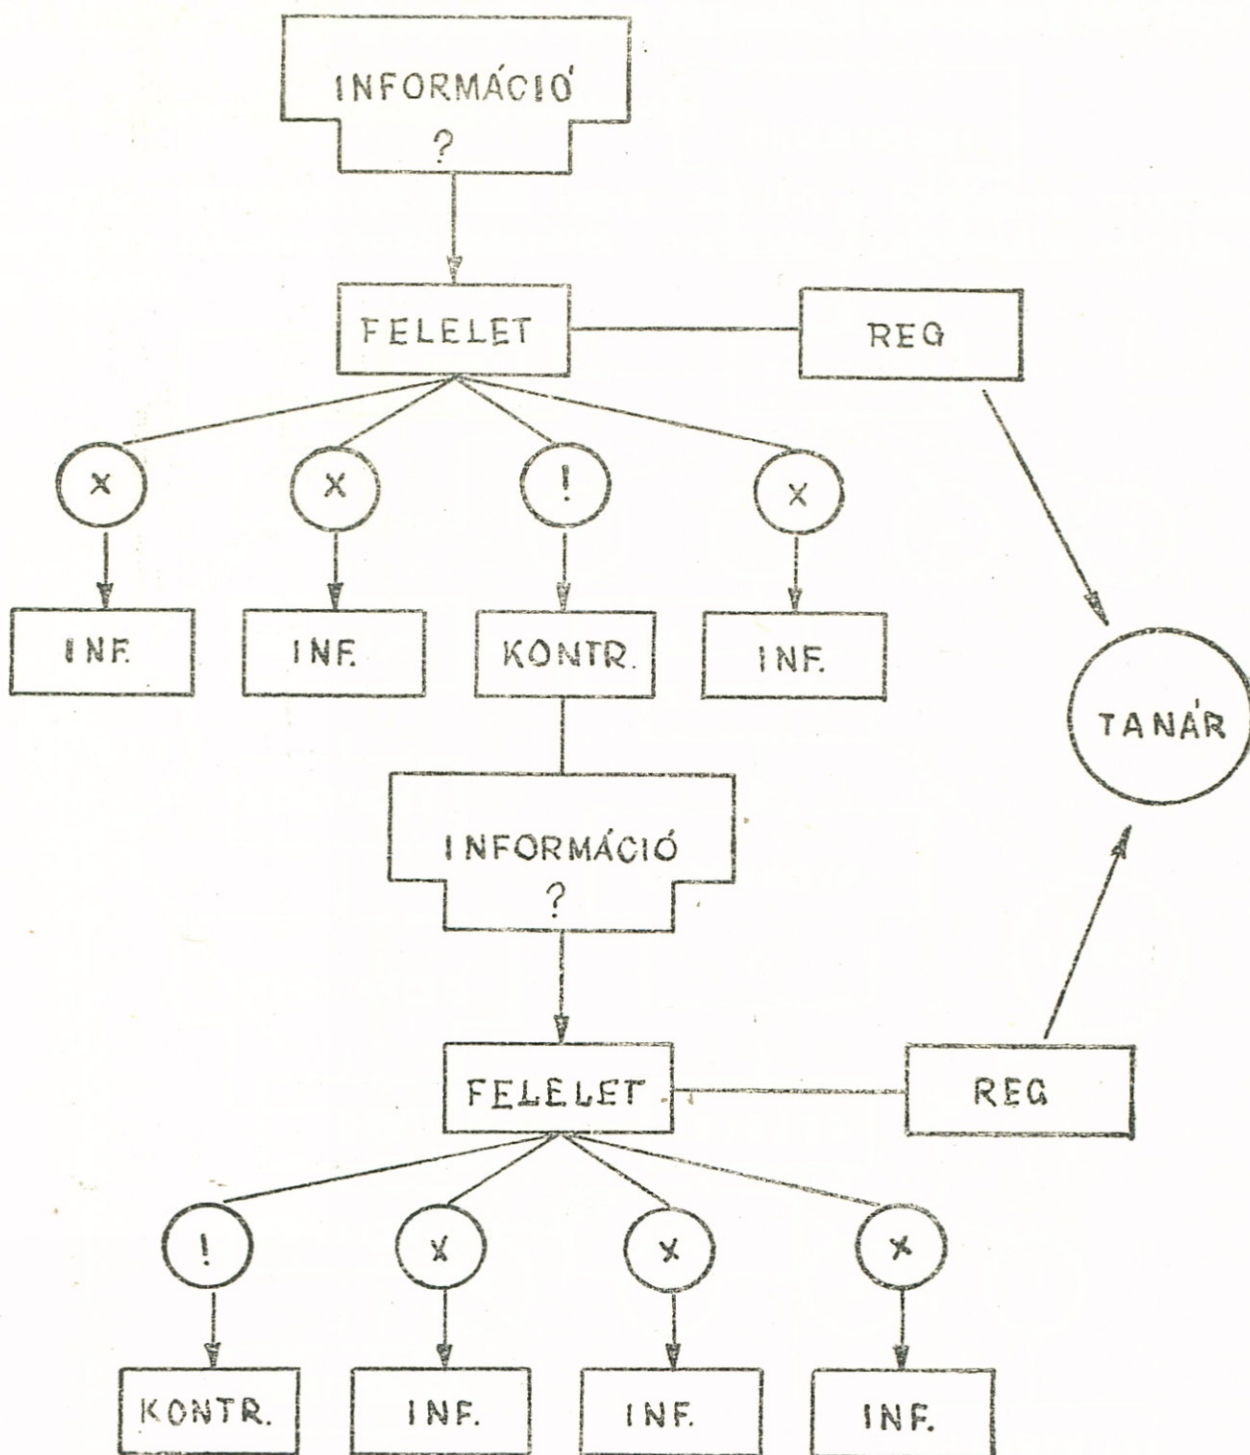 INFORMÁCIÓ
?
FELELET
REG
x
x
!
x
INF.
INF.
KONTR.
INF.
TANÁR
INFORMÁCIÓ
?
FELELET
REG
!
x
x
x
KONTR.
INF.
INF.
INF.